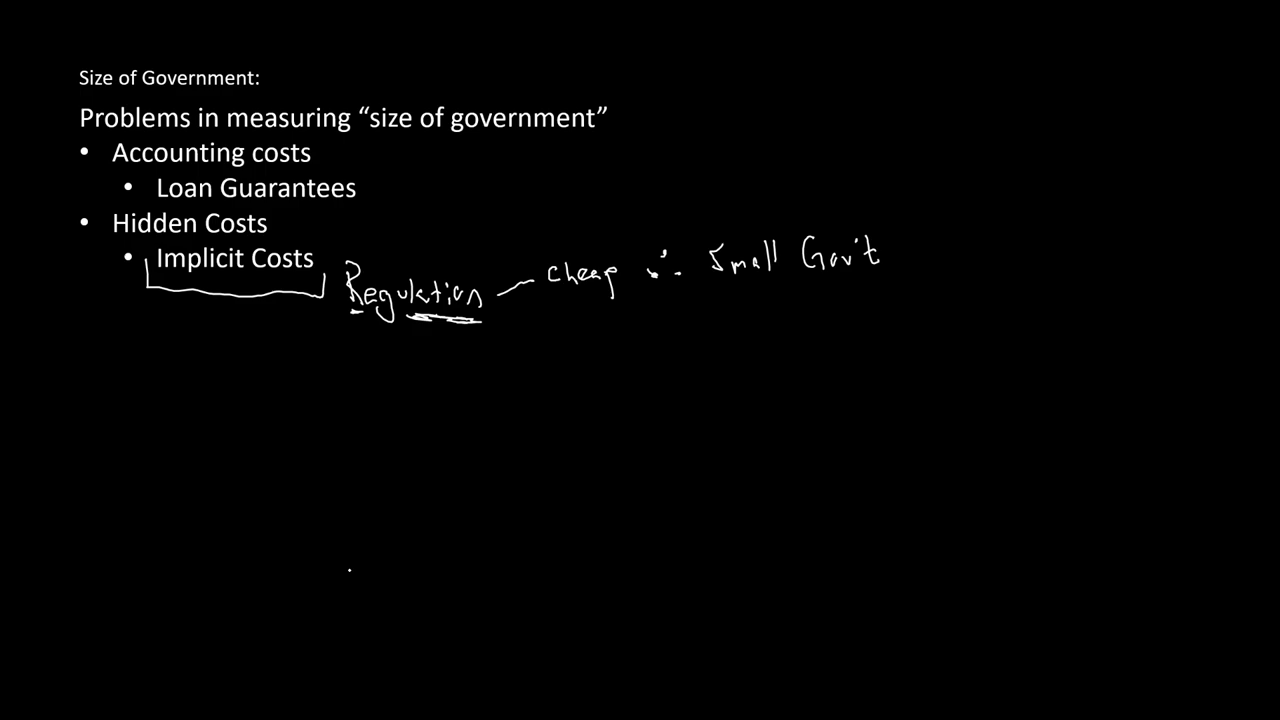 Size of Government:
Problems in measuring “size of government”
• Accounting costs
• Loan Guarantees
• Hidden Costs
• Implicit Costs
Regulation — cheap ∴ Small Gov't